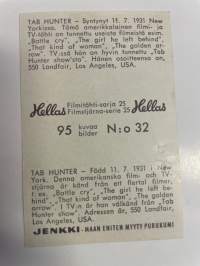 TAB HUNTER – Syntynyt 11. 7. 1931 New
Yorkissa. Tämä amerikkalainen filmi- ja
TV-tähti on tunnettu useista filmeistä esim.
„Battle cry”, „The girl he left behind”,
„That kind of woman”, „The golden ar-
row”. TV:ssä hän on hyvin tunnettu „Tab
Hunter show'sta”. Hänen osoitteensa on,
550 Landfair, Los Angeles, USA.
Hellas Filmitähti-sarja 25 Hellas
Filmstjärna-serie 25
95 kuvaa N:o 32
bilder
TAB HUNTER – Född 11. 7. 1931 i New
York. Denna amerikanska film- och TV-
stjärna är känd från ett flertal filmer,
t. ex. „Battle cry”, „The girl he left be-
hind”, „That kind of woman”, „The golden
arrow”. I TV:n är han välkänd från „Tab
Hunter show”. Adressen är, 550 Landfair,
Los Angeles, USA.
JENKKI - MAAN ENITEN MYYTY PURUKUMI